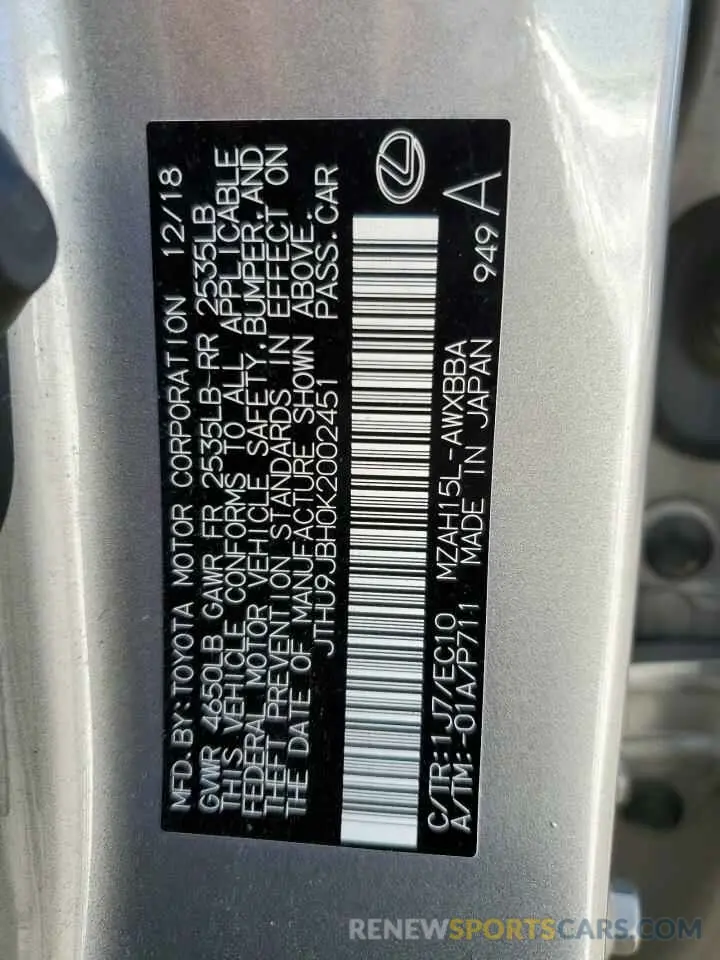 MFD.BY:TOYOTA MOTOR CORPORATION 12/18
GVWR 4650LB GAWR FR 2535LB RR 2535LB
THIS VEHICLE CONFORMS TO ALL APPLICABLE
FEDERAL MOTOR VEHICLE SAFETY,BUMPER,AND
THEFT PREVENTION STANDARDS IN EFFECT ON
THE DATE OF MANUFACTURE SHOWN ABOVE.
JTHU9JBH0K2002451 PASS.CAR
C/TR:1J7/EC10 MZAH15L-AWXBBA 949A
A/TM:-01A/P711 MADE IN JAPAN
RENEWSPORTSCARS.COM